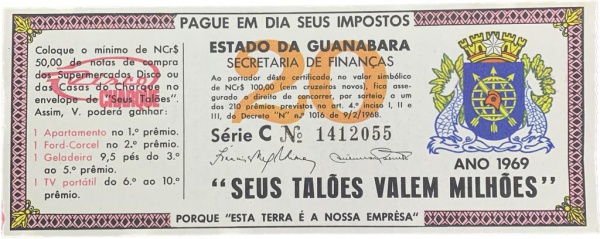 PAGUE EM DIA SEUS IMPOSTOS
Coloque o mínimo de NCr$
50,00 de notas de compra
dos Supermercados Disco ou
das Casas do Charque no
envelope de "Seus Talões".
Assim, V. poderá ganhar:
1 Apartamento no 1.º prêmio.
1 Ford-Corcel no 2.º prêmio.
1 Geladeira 9,5 pés do 3.º
ao 5.º prêmio.
1 TV portátil do 6.º ao 10.º
prêmio.
Disco
CHARQUE
20
ESTADO DA GUANABARA
SECRETARIA DE FINANÇAS
Ao portador dêste certificado, no valor simbólico
de NCr$ 100,00 (cem cruzeiros novos), fica asse-
gurado o direito de concorrer, por sorteio, a um
dos 210 prêmios previstos no art. 4.º inciso I, II e
III, Decreto "N" n.º 1016 de 9/2/1968.
Série C Nº 1412055
ANO 1969
"SEUS TALÕES VALEM MILHÕES"
PORQUE "ESTA TERRA É A NOSSA EMPRÊSA"